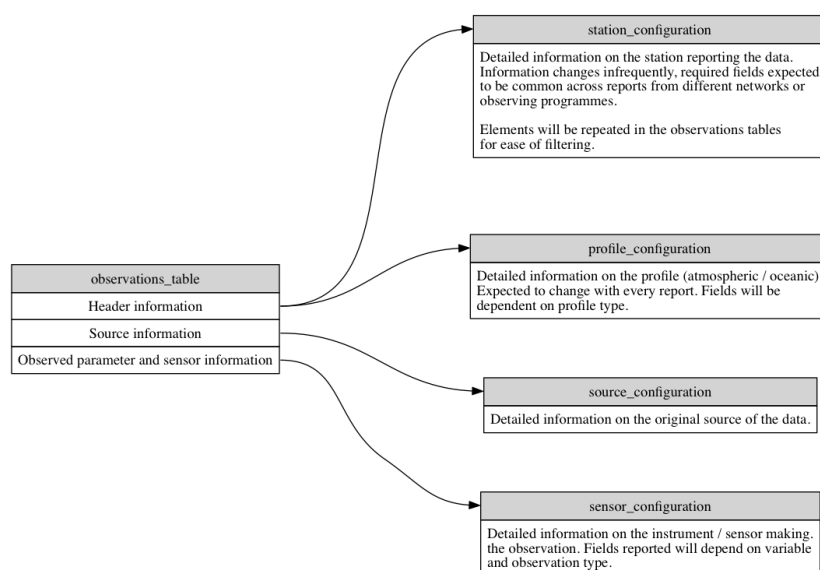 station_configuration
Detailed information on the station reporting the data.
Information changes infrequently, required fields expected
to be common across reports from different networks or
observing programmes.
Elements will be repeated in the observations tables
for ease of filtering.
profile_configuration
Detailed information on the profile (atmospheric / oceanic)
Expected to change with every report. Fields will be
dependent on profile type.
observations_table
Header information
Source information
Observed parameter and sensor information
source_configuration
Detailed information on the original source of the data.
sensor_configuration
Detailed information on the instrument / sensor making.
the observation. Fields reported will depend on variable
and observation type.